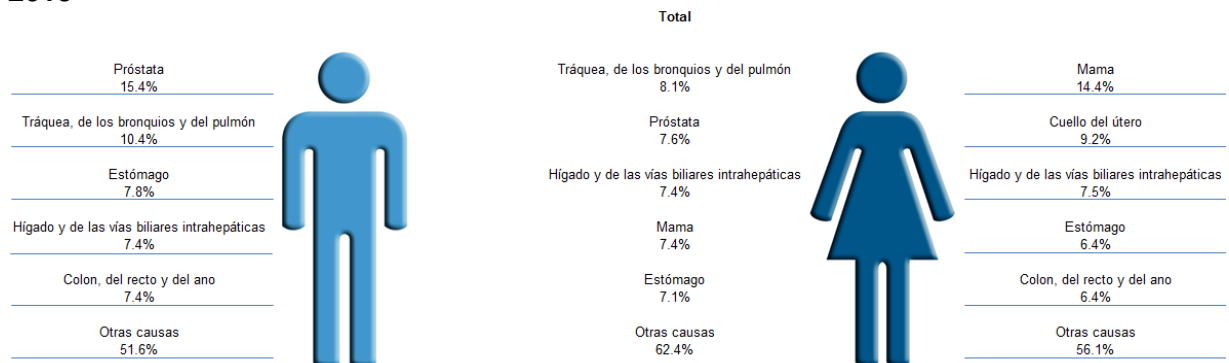 Total
Próstata
15.4%
Tráquea, de los bronquios y del pulmón
10.4%
Estómago
7.8%
Hígado y de las vías biliares intrahepáticas
7.4%
Colon, del recto y del ano
7.4%
Otras causas
51.6%
Tráquea, de los bronquios y del pulmón
8.1%
Próstata
7.6%
Hígado y de las vías biliares intrahepáticas
7.4%
Mama
7.4%
Estómago
7.1%
Otras causas
62.4%
Mama
14.4%
Cuello del útero
9.2%
Hígado y de las vías biliares intrahepáticas
7.5%
Estómago
6.4%
Colon, del recto y del ano
6.4%
Otras causas
56.1%